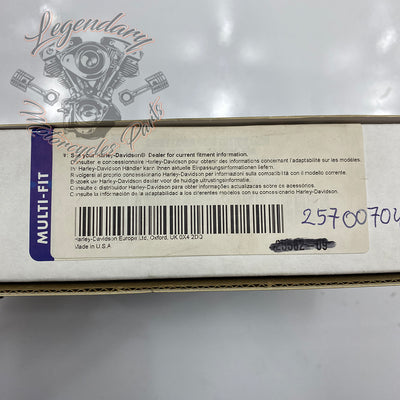 Legendary
Motorcycles Parts
MULTI-FIT
See your Harley-Davidson® Dealer for current fitment information.
Consulter le concessionnaire Harley-Davidson pour obtenir des informations concernant l'adaptabilité sur les modèles.
Ihr Harley-Davidson Händler kann Ihnen aktuelle Einpassungsinformationen liefern.
Rivolgersi al proprio concessionario Harley-Davidson per informazioni sulla compatibilità con il modello corrente.
Bezoek uw Harley-Davidson dealer voor de huidige uitrustingsinformatie.
Consulte o distribuidor Harley-Davidson para obter informações actualizadas sobre os acessórios.
Consulte la información de la adaptabilidad a los diferentes modelos con su concesionario Harley-Davidson.
Harley-Davidson Europe Ltd, Oxford, UK OX4 2DQ
Made in U.S.A